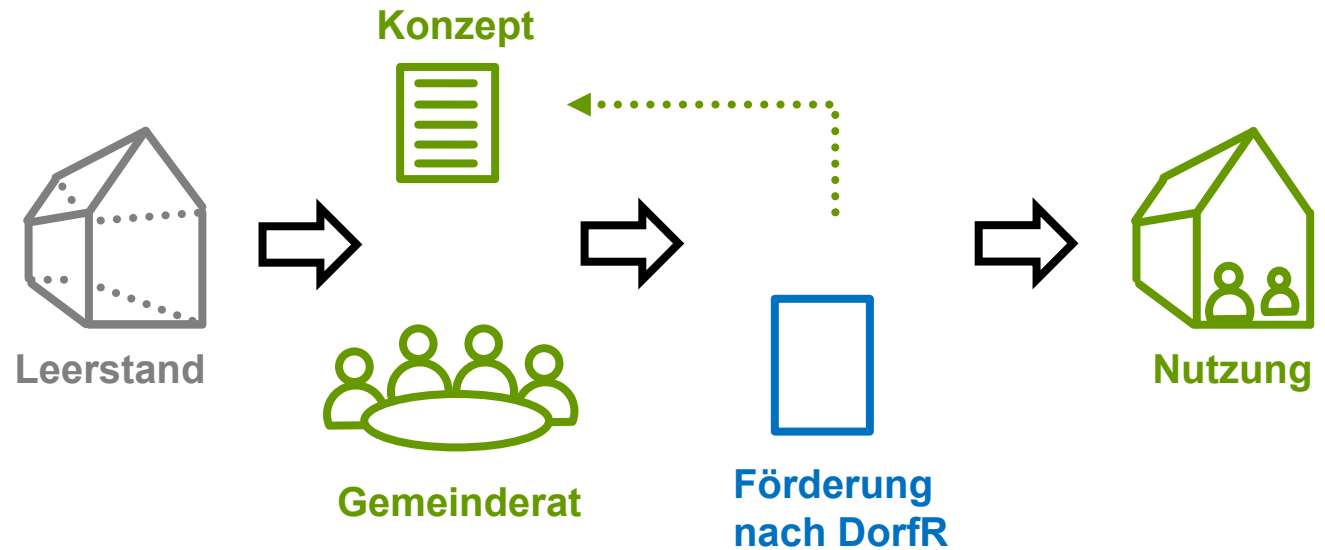 Konzept
Leerstand
Gemeinderat
Förderung
nach DorfR
Nutzung